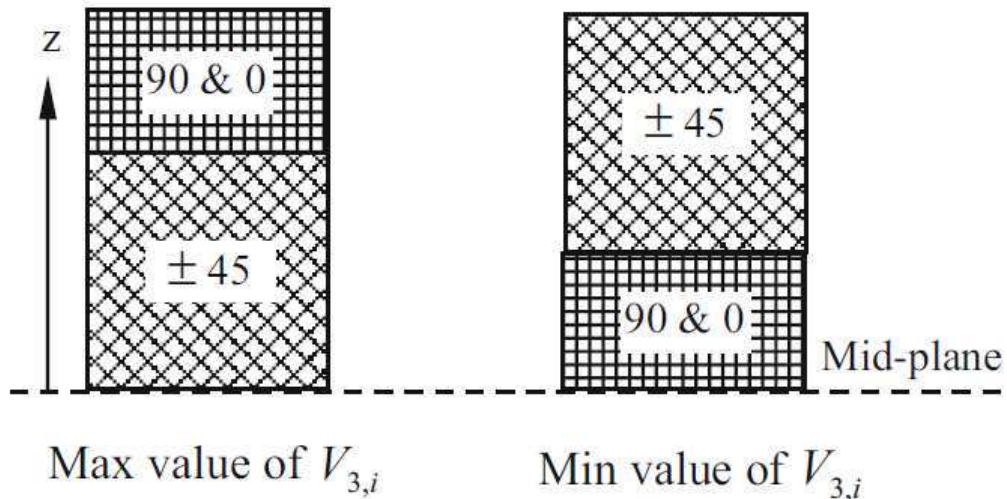 z
90 & 0
± 45
± 45
90 & 0
Mid-plane
Max value of V3,i
Min value of V3,i